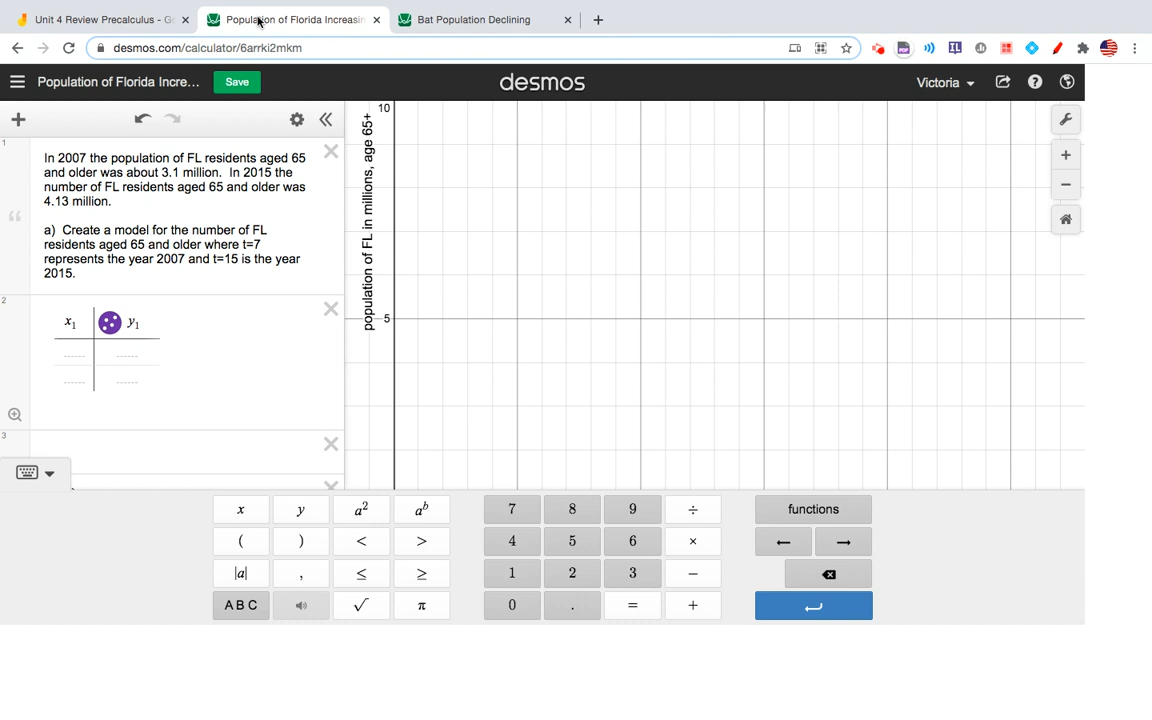 Unit 4 Review Precalculus - Go
Population of Florida Increasin
Bat Population Declining
desmos.com/calculator/6arrki2mkm
Population of Florida Incre...
Save
desmos
Victoria
1
In 2007 the population of FL residents aged 65
and older was about 3.1 million. In 2015 the
number of FL residents aged 65 and older was
4.13 million.
a) Create a model for the number of FL
residents aged 65 and older where t=7
represents the year 2007 and t=15 is the year
2015.
2
x₁ y₁
3
10
population of FL in millions, age 65+
5
x y a² aᵇ 7 8 9 ÷ functions
( ) < > 4 5 6 × ← →
|a| , ≤ ≥ 1 2 3 −
A B C √ π 0 . = +